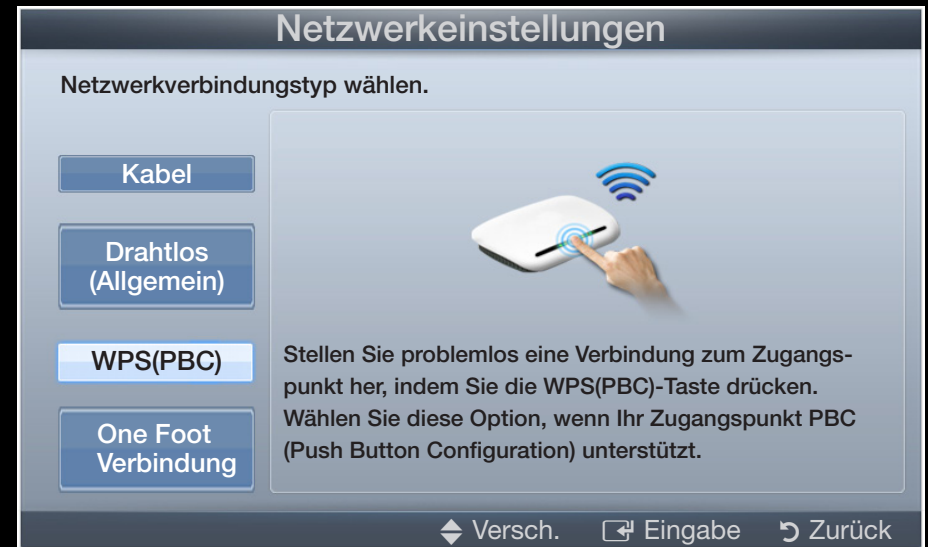 Netzwerkeinstellungen
Netzwerkverbindungstyp wählen.
Kabel
Drahtlos
(Allgemein)
WPS(PBC)
One Foot
Verbindung
Stellen Sie problemlos eine Verbindung zum Zugangs-
punkt her, indem Sie die WPS(PBC)-Taste drücken.
Wählen Sie diese Option, wenn Ihr Zugangspunkt PBC
(Push Button Configuration) unterstützt.
Versch. Eingabe Zurück